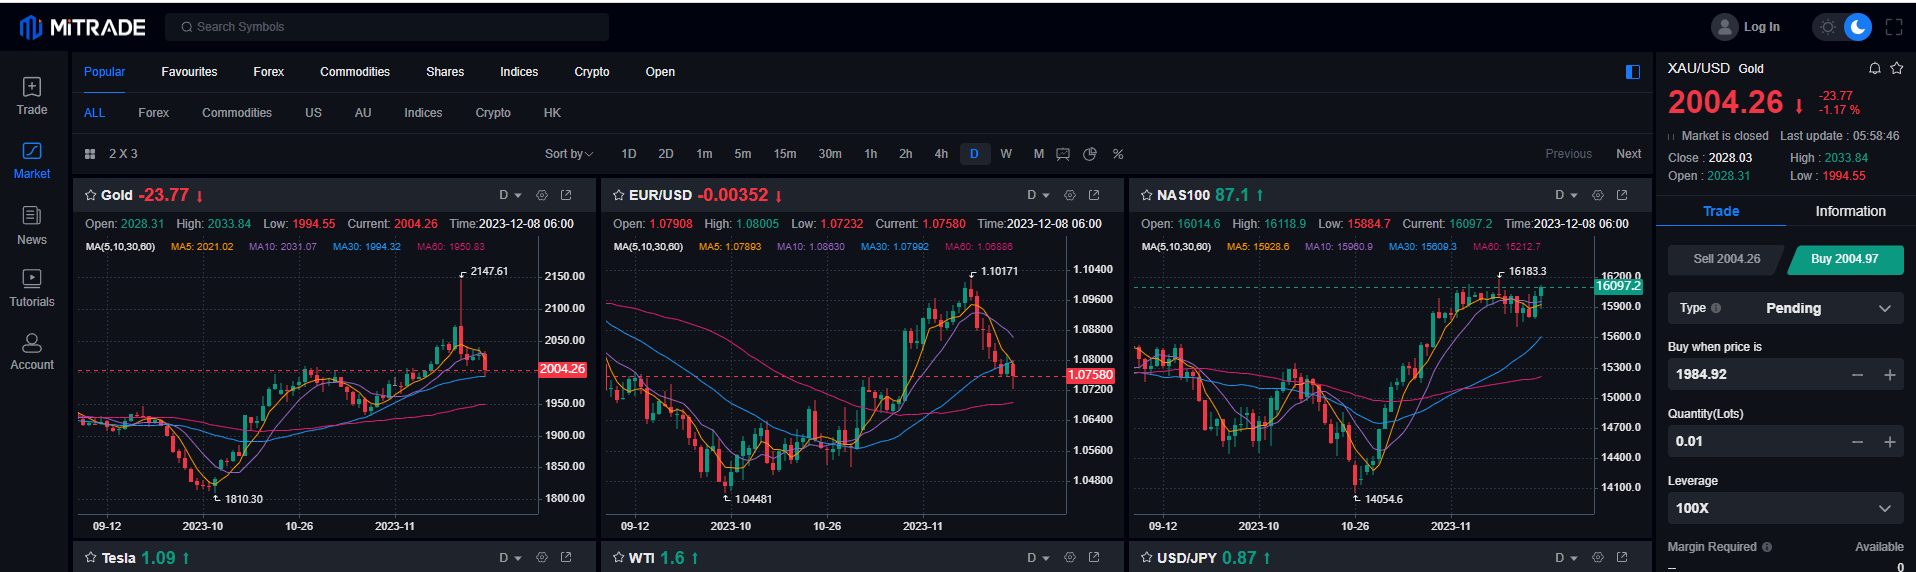 MiTRADE
Search Symbols
Log In
Trade
Market
News
Tutorials
Account
Popular Favourites Forex Commodities Shares Indices Crypto Open
ALL Forex Commodities US AU Indices Crypto HK
2 X 3 Sort by 1D 2D 1m 5m 15m 30m 1h 2h 4h D W M % Previous Next
Gold -23.77 ↓ D
Open: 2028.31 High: 2033.84 Low: 1994.55 Current: 2004.26 Time:2023-12-08 06:00
MA(5,10,30,60) MA5: 2021.02 MA10: 2031.07 MA30: 1994.32 MA60: 1950.83
2147.61
2150.00
2100.00
2050.00
2004.26
1950.00
1900.00
1850.00
1810.30
1800.00
09-12 2023-10 10-26 2023-11
EUR/USD -0.00352 ↓ D
Open: 1.07908 High: 1.08005 Low: 1.07232 Current: 1.07580 Time:2023-12-08 06:00
MA(5,10,30,60) MA5: 1.07893 MA10: 1.08630 MA30: 1.07992 MA60: 1.06886
1.10171
1.10400
1.09600
1.08800
1.08000
1.07580
1.07200
1.06400
1.05600
1.04800
1.04481
09-12 2023-10 10-26 2023-11
NAS100 87.1 ↑ D
Open: 16014.6 High: 16118.9 Low: 15884.7 Current: 16097.2 Time:2023-12-08 06:00
MA(5,10,30,60) MA5: 15928.6 MA10: 15960.9 MA30: 15609.3 MA60: 15212.7
16183.3
16200.0
16097.2
15900.0
15600.0
15300.0
15000.0
14700.0
14400.0
14100.0
14054.6
09-12 2023-10 10-26 2023-11
Tesla 1.09 ↑ D
WTI 1.6 ↑ D
USD/JPY 0.87 ↑ D
XAU/USD Gold
2004.26 ↓ -23.77
-1.17 %
Market is closed Last update : 05:58:46
Close : 2028.03 High : 2033.84
Open : 2028.31 Low : 1994.55
Trade Information
Sell 2004.26 Buy 2004.97
Type Pending
Buy when price is
1984.92 − +
Quantity(Lots)
0.01 − +
Leverage
100X
Margin Required Available
-- 0